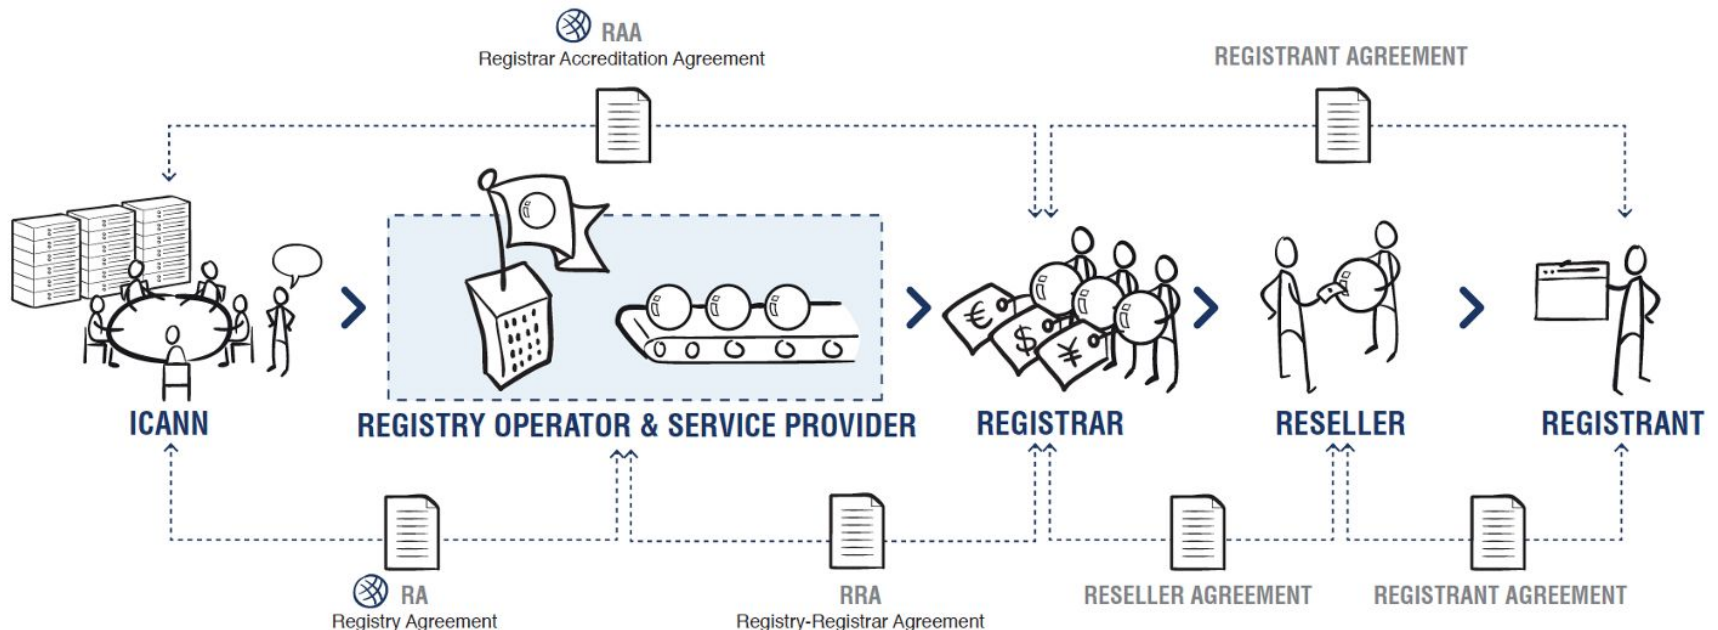 RAA
Registrar Accreditation Agreement
REGISTRANT AGREEMENT
€
$
¥
ICANN
REGISTRY OPERATOR & SERVICE PROVIDER
REGISTRAR
RESELLER
REGISTRANT
RA
Registry Agreement
RRA
Registry-Registrar Agreement
RESELLER AGREEMENT
REGISTRANT AGREEMENT